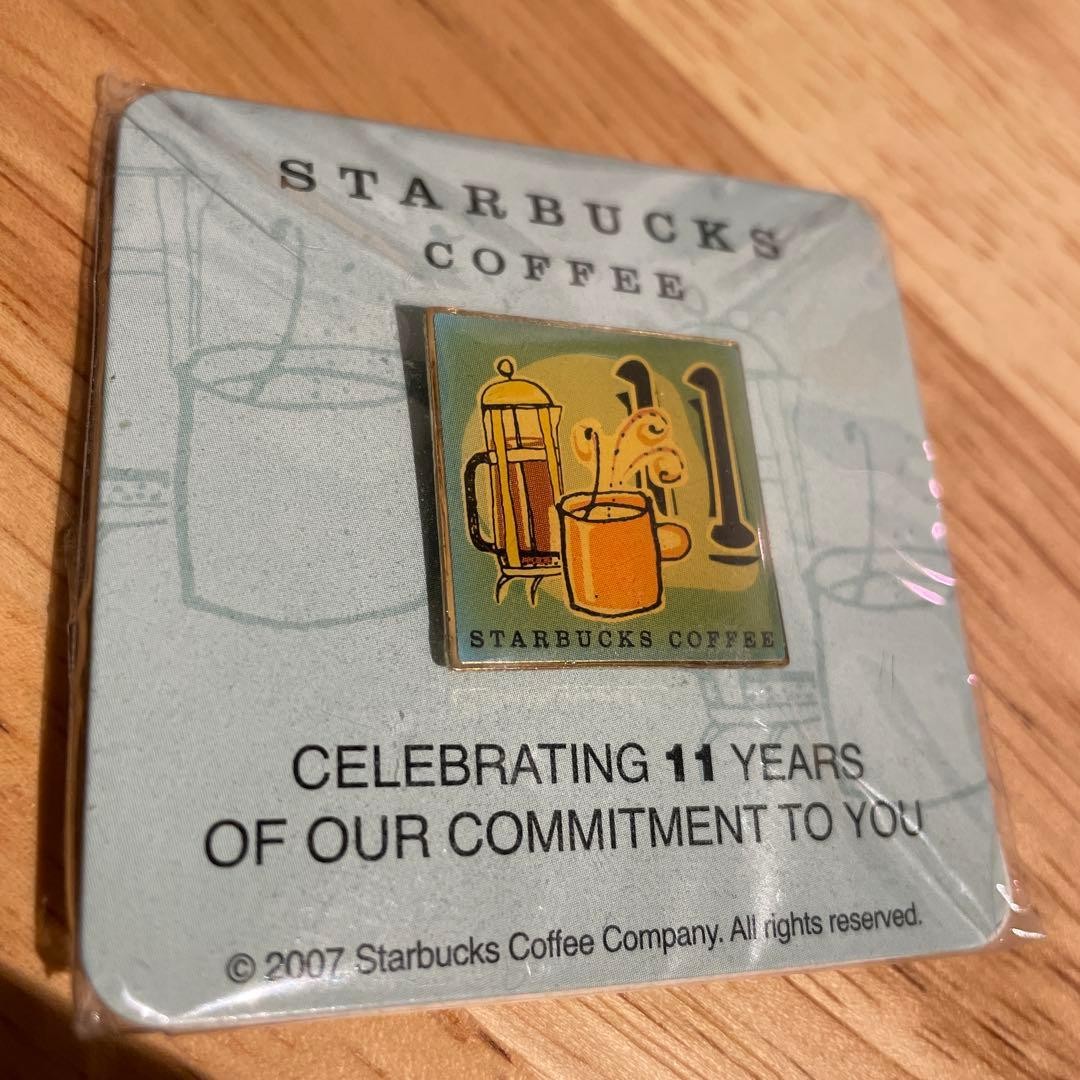 STARBUCKS
COFFEE
11
STARBUCKS COFFEE
CELEBRATING 11 YEARS
OF OUR COMMITMENT TO YOU
© 2007 Starbucks Coffee Company. All rights reserved.